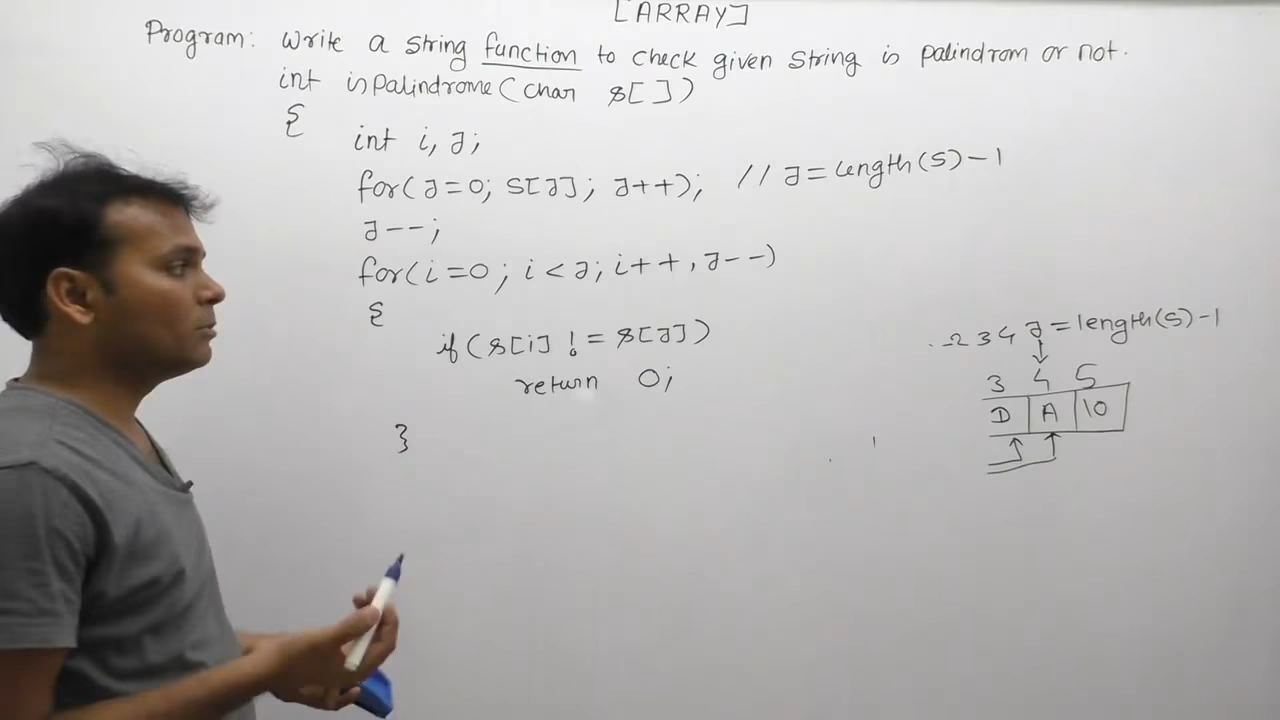 [ARRAY]
Program: Write a string function to check given string is palindrom or not.
int ispalindrome(char s[])
{
int i, j;
for(j=0; s[j]; j++); // j=length(s)-1
j--;
for(i=0; i<j; i++, j--)
{
if(s[i] != s[j])
return 0;
}
2 3 4 j=length(s)-1
3 4 5
D A 10